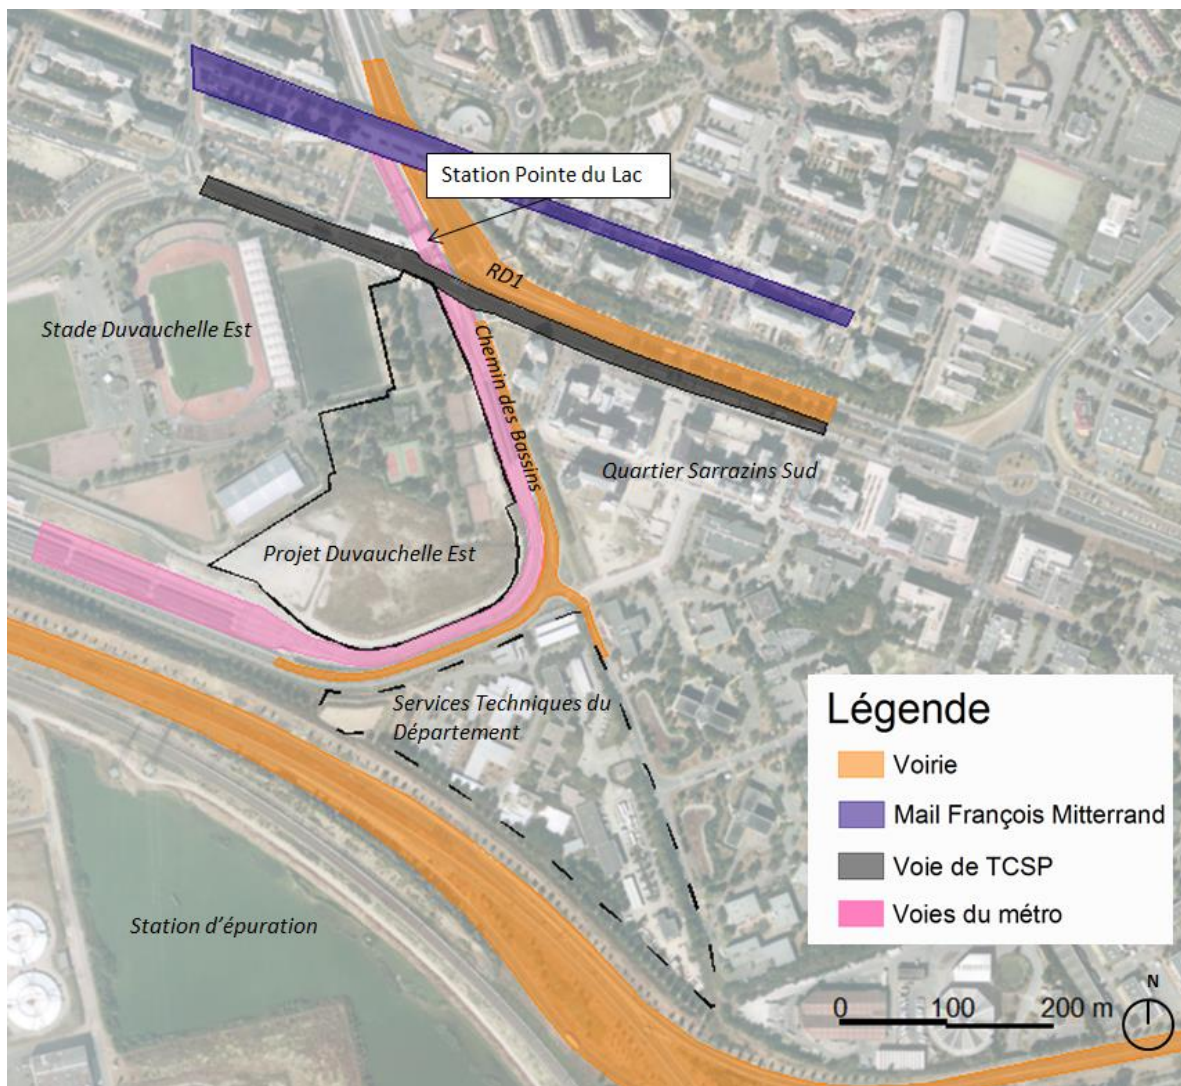 Station Pointe du Lac
RD1
Stade Duvauchelle Est
Chemin des Bassins
Quartier Sarrazins Sud
Projet Duvauchelle Est
Services Techniques du
Département
Station d'épuration
Légende
Voirie
Mail François Mitterrand
Voie de TCSP
Voies du métro
0 100 200 m
N